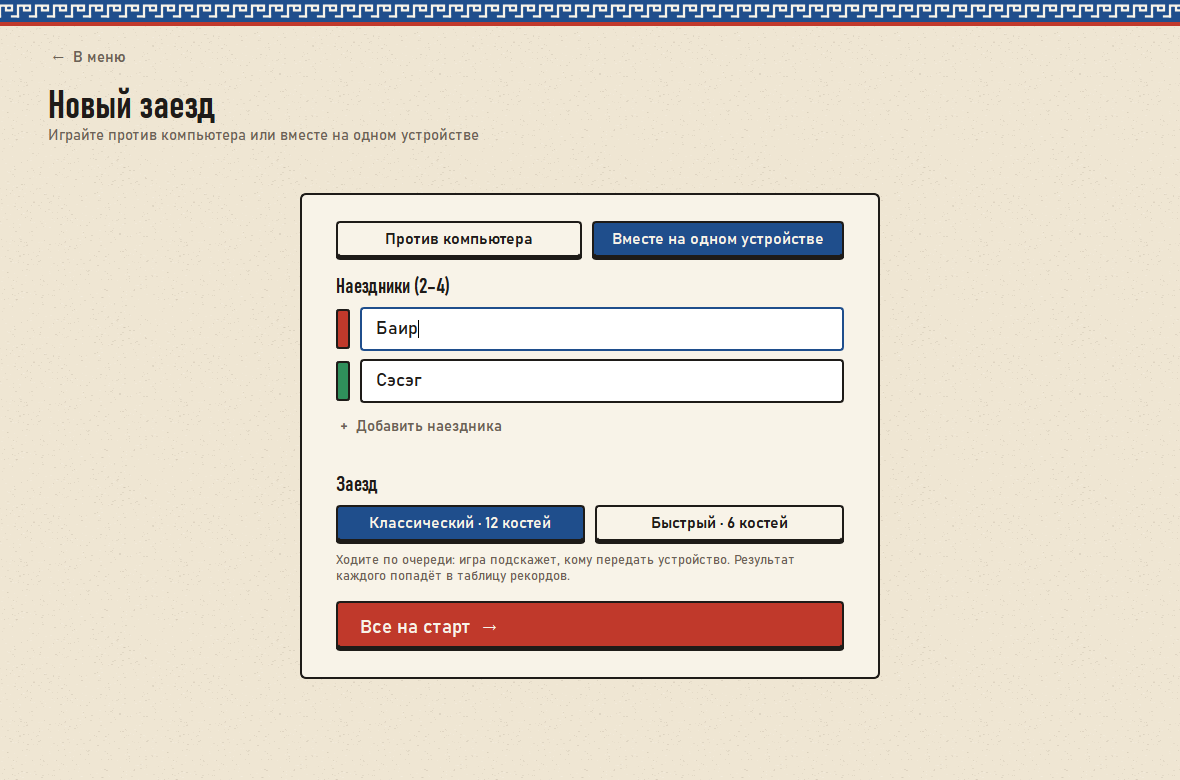 ← В меню
Новый заезд
Играйте против компьютера или вместе на одном устройстве
Против компьютера
Вместе на одном устройстве
Наездники (2–4)
Баир
Сэсэг
+ Добавить наездника
Заезд
Классический · 12 костей
Быстрый · 6 костей
Ходите по очереди: игра подскажет, кому передать устройство. Результат
каждого попадёт в таблицу рекордов.
Все на старт →